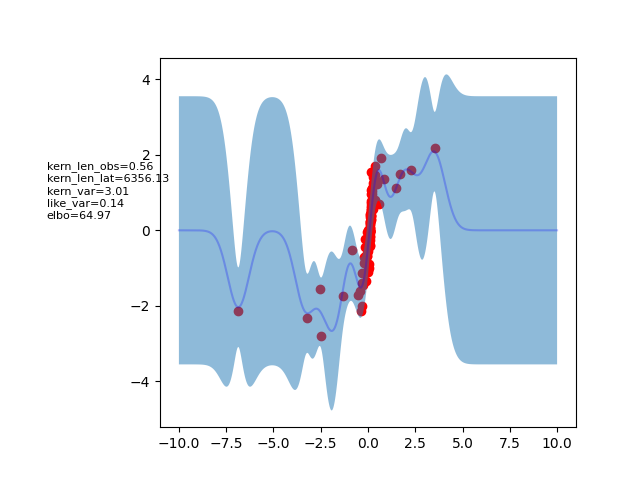 4
2
kern_len_obs=0.56
kern_len_lat=6356.13
kern_var=3.01
like_var=0.14
elbo=64.97
0
−2
−4
−10.0 −7.5 −5.0 −2.5 0.0 2.5 5.0 7.5 10.0